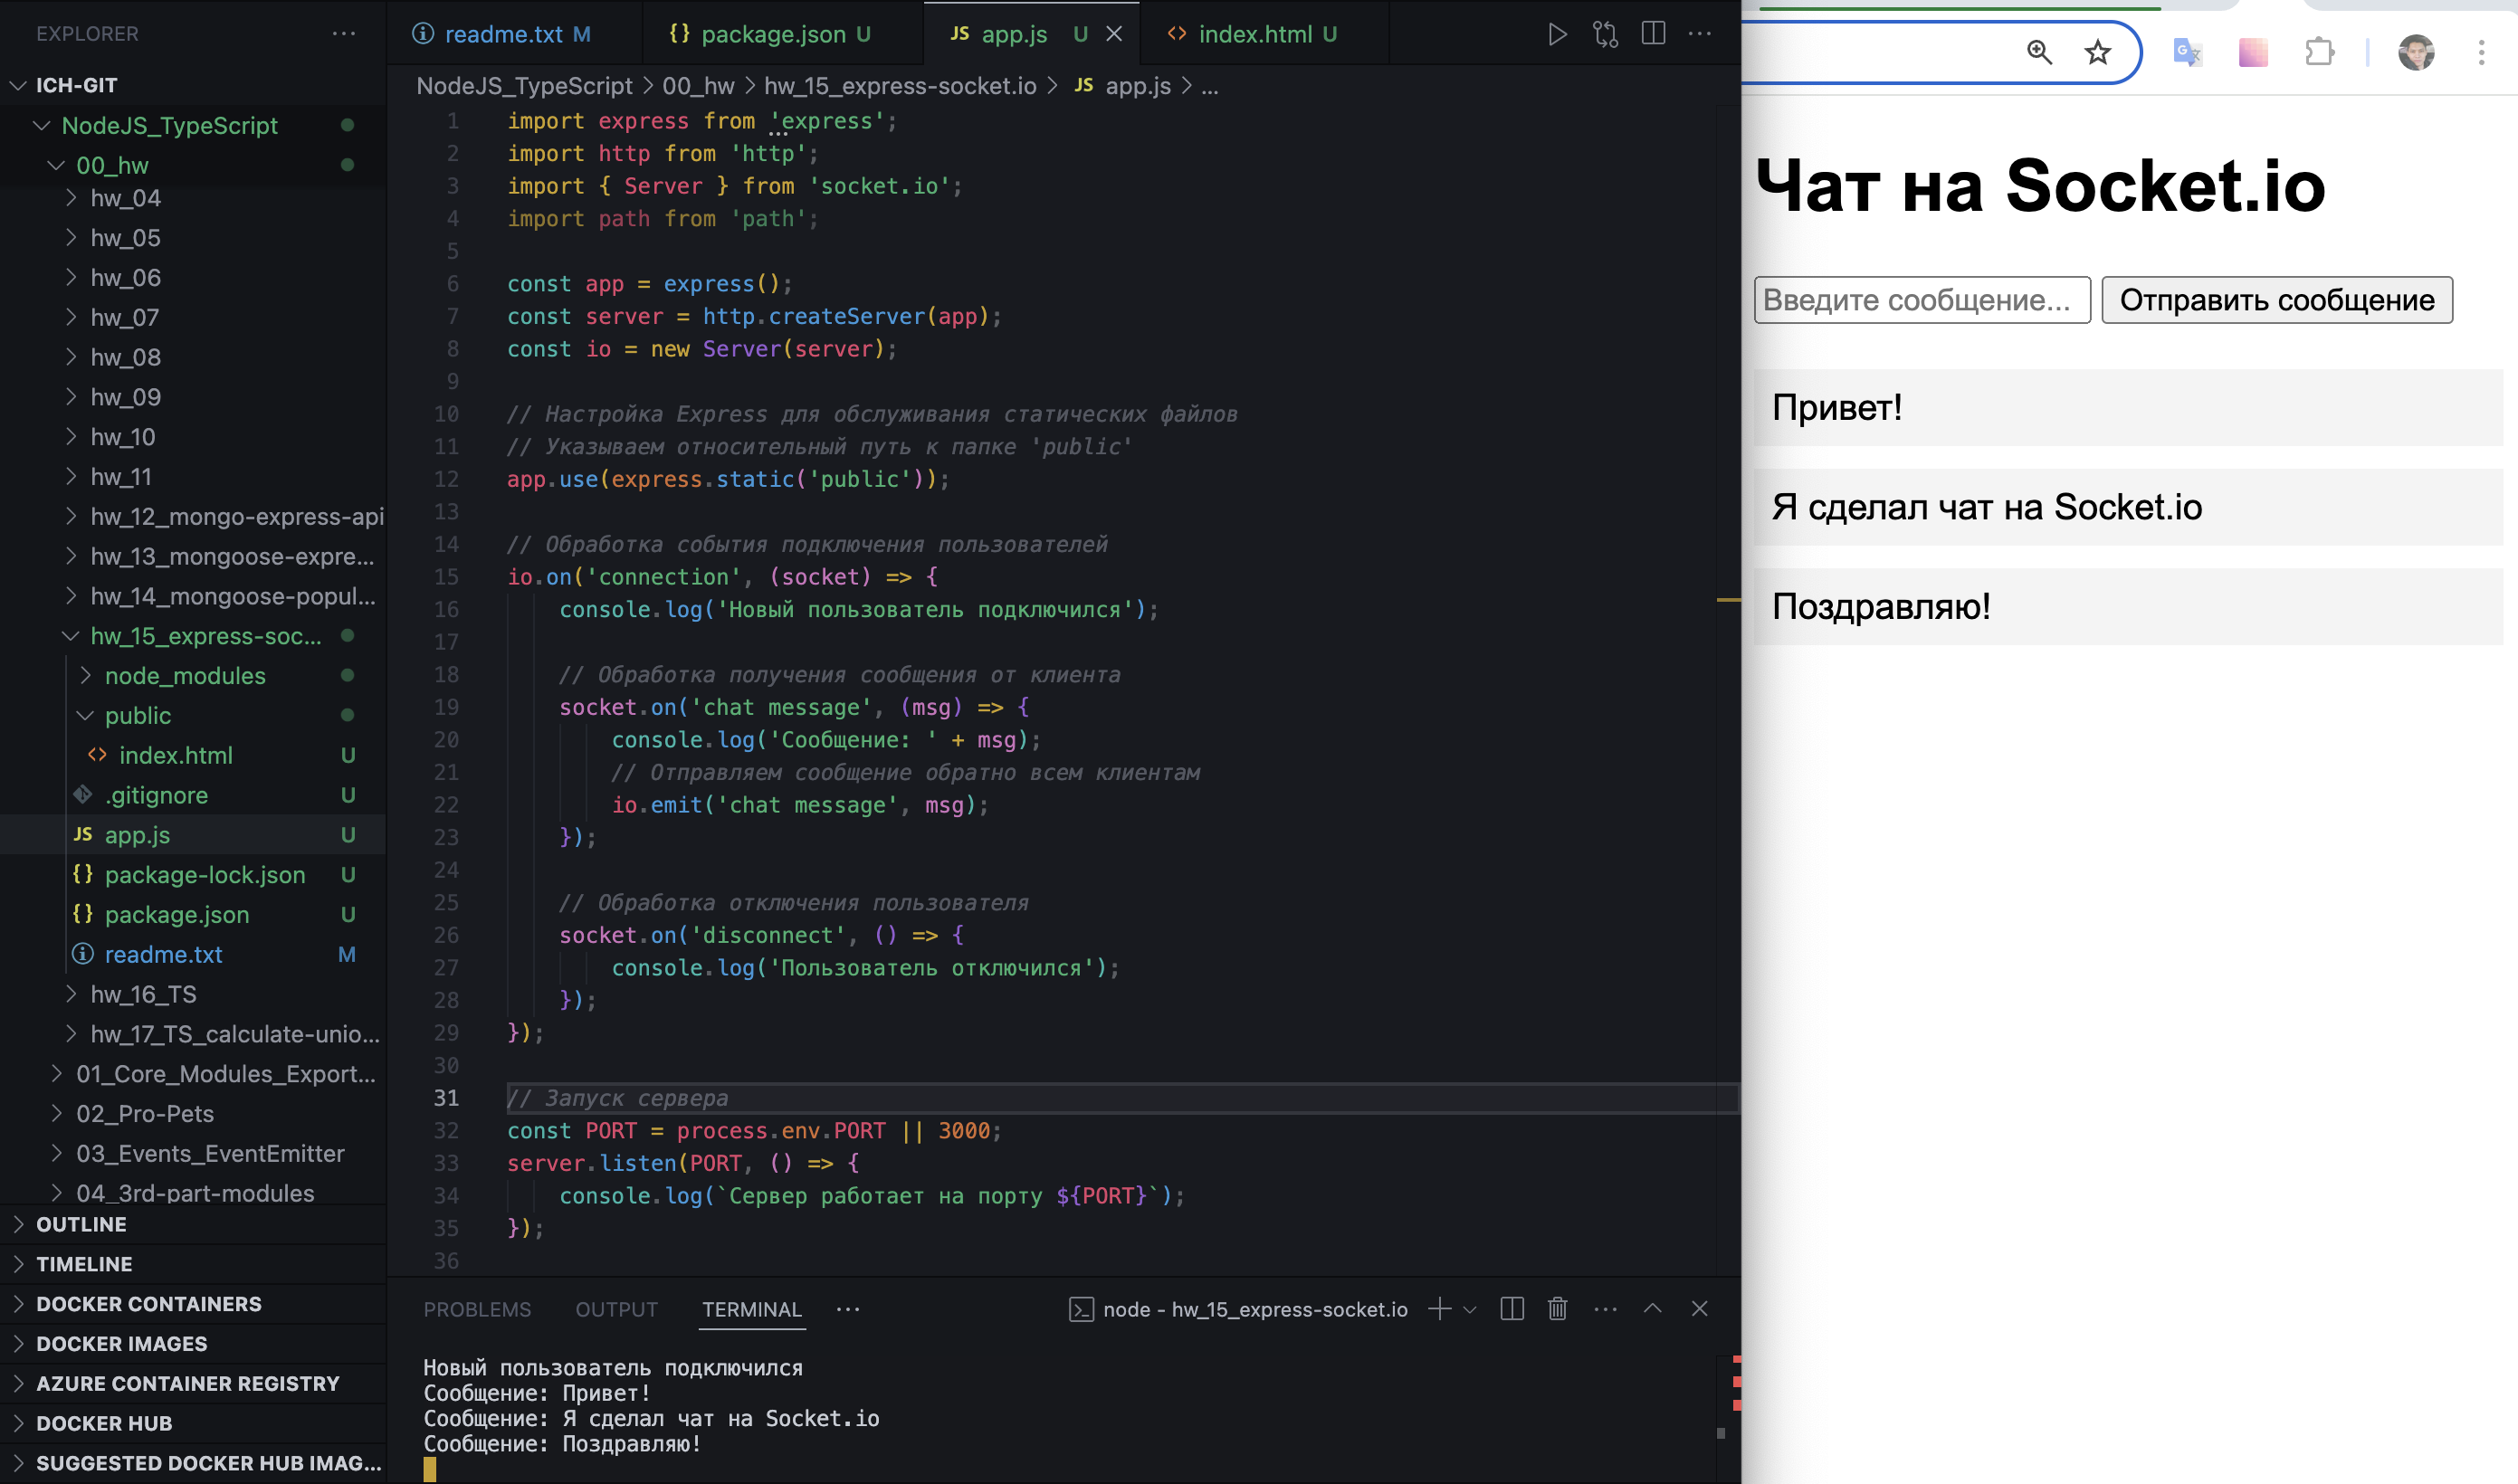 EXPLORER
ICH-GIT
NodeJS_TypeScript
00_hw
hw_04
hw_05
hw_06
hw_07
hw_08
hw_09
hw_10
hw_11
hw_12_mongo-express-api
hw_13_mongoose-expre...
hw_14_mongoose-popul...
hw_15_express-soc...
node_modules
public
<> index.html U
.gitignore U
JS app.js U
{} package-lock.json U
{} package.json U
readme.txt M
hw_16_TS
hw_17_TS_calculate-unio...
01_Core_Modules_Export...
02_Pro-Pets
03_Events_EventEmitter
04_3rd-part-modules
OUTLINE
TIMELINE
DOCKER CONTAINERS
DOCKER IMAGES
AZURE CONTAINER REGISTRY
DOCKER HUB
SUGGESTED DOCKER HUB IMAG...
readme.txt M {} package.json U JS app.js U <> index.html U
NodeJS_TypeScript > 00_hw > hw_15_express-socket.io > JS app.js > ...
1 import express from 'express';
2 import http from 'http';
3 import { Server } from 'socket.io';
4 import path from 'path';
5
6 const app = express();
7 const server = http.createServer(app);
8 const io = new Server(server);
9
10 // Настройка Express для обслуживания статических файлов
11 // Указываем относительный путь к папке 'public'
12 app.use(express.static('public'));
13
14 // Обработка события подключения пользователей
15 io.on('connection', (socket) => {
16 console.log('Новый пользователь подключился');
17
18 // Обработка получения сообщения от клиента
19 socket.on('chat message', (msg) => {
20 console.log('Сообщение: ' + msg);
21 // Отправляем сообщение обратно всем клиентам
22 io.emit('chat message', msg);
23 });
24
25 // Обработка отключения пользователя
26 socket.on('disconnect', () => {
27 console.log('Пользователь отключился');
28 });
29 });
30
31 // Запуск сервера
32 const PORT = process.env.PORT || 3000;
33 server.listen(PORT, () => {
34 console.log(`Сервер работает на порту ${PORT}`);
35 });
36
PROBLEMS OUTPUT TERMINAL node - hw_15_express-socket.io
Новый пользователь подключился
Сообщение: Привет!
Сообщение: Я сделал чат на Socket.io
Сообщение: Поздравляю!
Чат на Socket.io
Введите сообщение... Отправить сообщение
Привет!
Я сделал чат на Socket.io
Поздравляю!